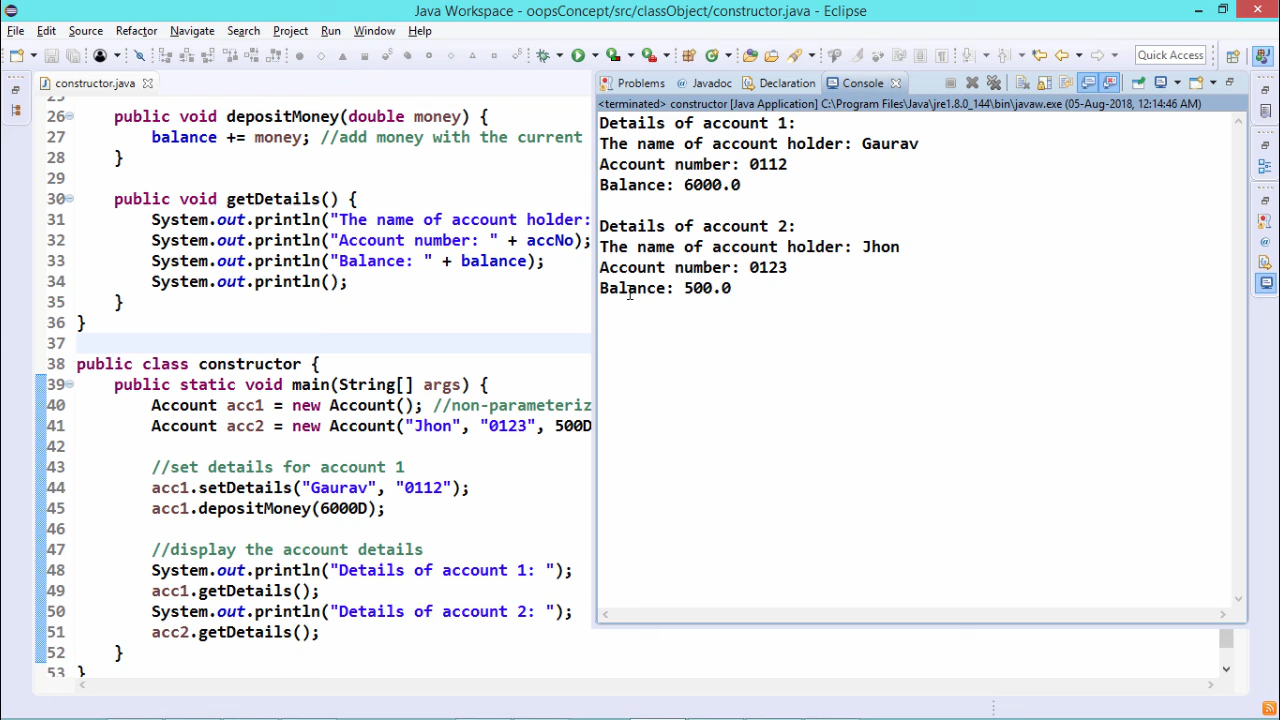 Java Workspace - oopsConcept/src/classObject/constructor.java - Eclipse
File Edit Source Refactor Navigate Search Project Run Window Help
Quick Access
constructor.java
26 public void depositMoney(double money) {
27 balance += money; //add money with the current
28 }
29
30 public void getDetails() {
31 System.out.println("The name of account holder:
32 System.out.println("Account number: " + accNo);
33 System.out.println("Balance: " + balance);
34 System.out.println();
35 }
36 }
37
38 public class constructor {
39 public static void main(String[] args) {
40 Account acc1 = new Account(); //non-parameteriz
41 Account acc2 = new Account("Jhon", "0123", 500D
42
43 //set details for account 1
44 acc1.setDetails("Gaurav", "0112");
45 acc1.depositMoney(6000D);
46
47 //display the account details
48 System.out.println("Details of account 1: ");
49 acc1.getDetails();
50 System.out.println("Details of account 2: ");
51 acc2.getDetails();
52 }
53 }
Problems @ Javadoc Declaration Console
<terminated> constructor [Java Application] C:\Program Files\Java\jre1.8.0_144\bin\javaw.exe (05-Aug-2018, 12:14:46 AM)
Details of account 1:
The name of account holder: Gaurav
Account number: 0112
Balance: 6000.0
Details of account 2:
The name of account holder: Jhon
Account number: 0123
Balance: 500.0